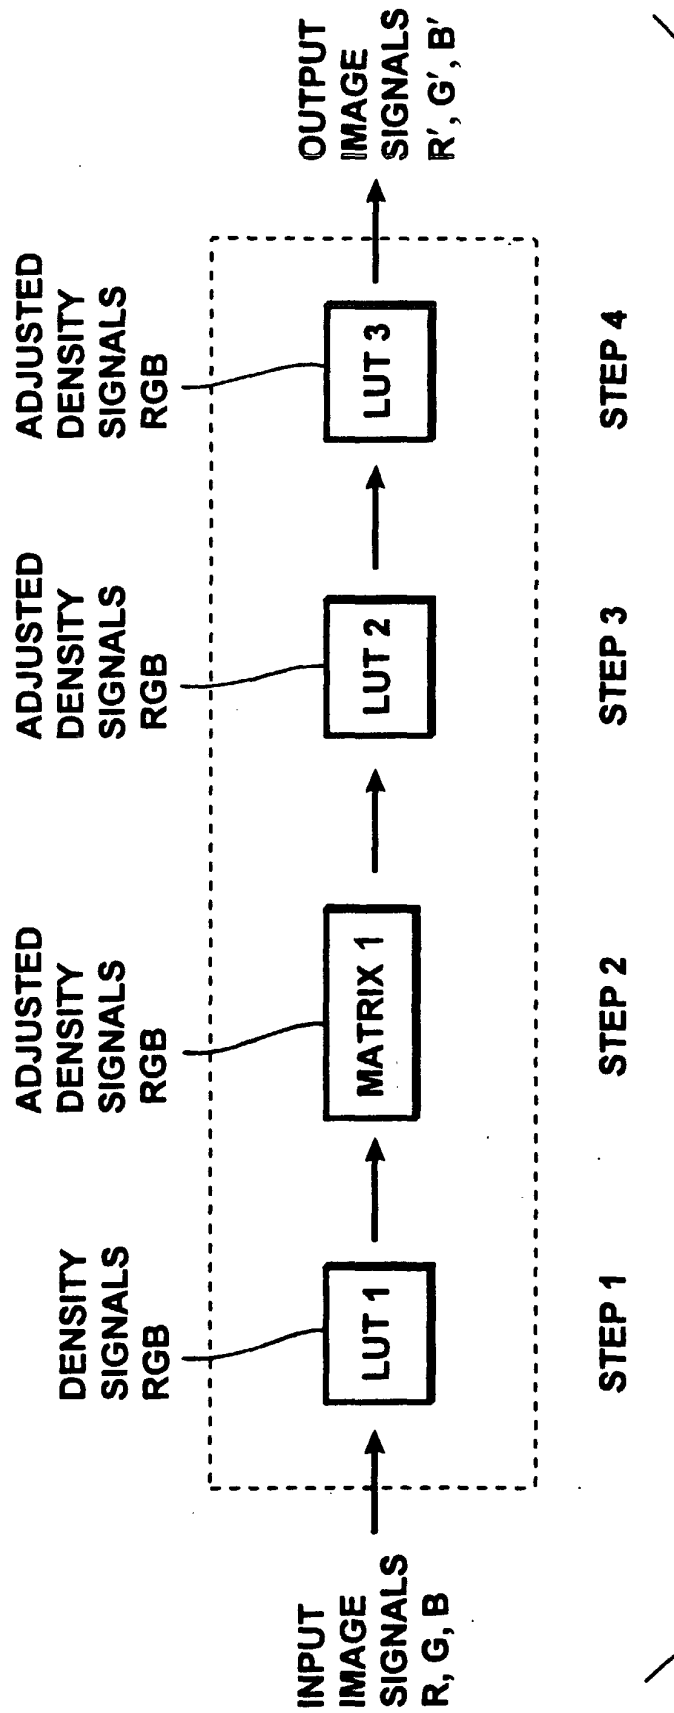 INPUT
IMAGE
SIGNALS
R, G, B
DENSITY
SIGNALS
RGB
LUT 1
STEP 1
ADJUSTED
DENSITY
SIGNALS
RGB
MATRIX 1
STEP 2
ADJUSTED
DENSITY
SIGNALS
RGB
LUT 2
STEP 3
ADJUSTED
DENSITY
SIGNALS
RGB
LUT 3
STEP 4
OUTPUT
IMAGE
SIGNALS
R′, G′, B′